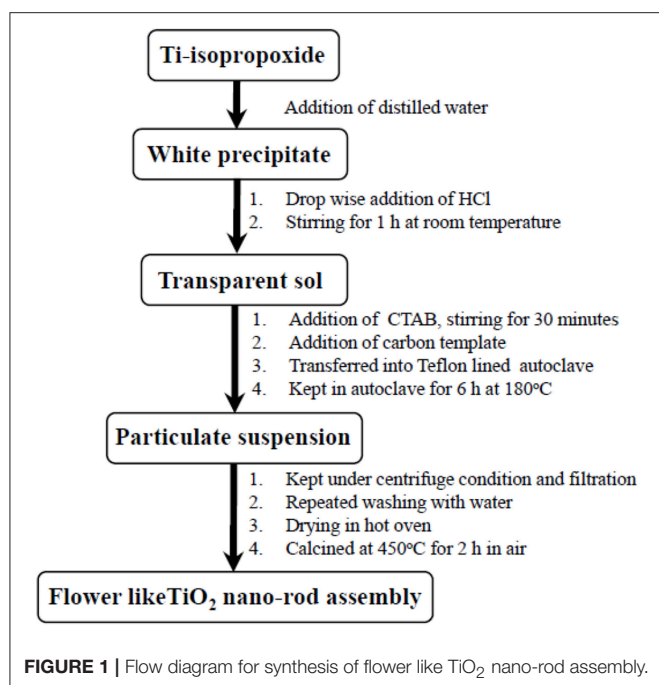 Ti-isopropoxide
Addition of distilled water
White precipitate
1. Drop wise addition of HCl
2. Stirring for 1 h at room temperature
Transparent sol
1. Addition of CTAB, stirring for 30 minutes
2. Addition of carbon template
3. Transferred into Teflon lined autoclave
4. Kept in autoclave for 6 h at 180°C
Particulate suspension
1. Kept under centrifuge condition and filtration
2. Repeated washing with water
3. Drying in hot oven
4. Calcined at 450°C for 2 h in air
Flower likeTiO₂ nano-rod assembly
FIGURE 1 | Flow diagram for synthesis of flower like TiO₂ nano-rod assembly.